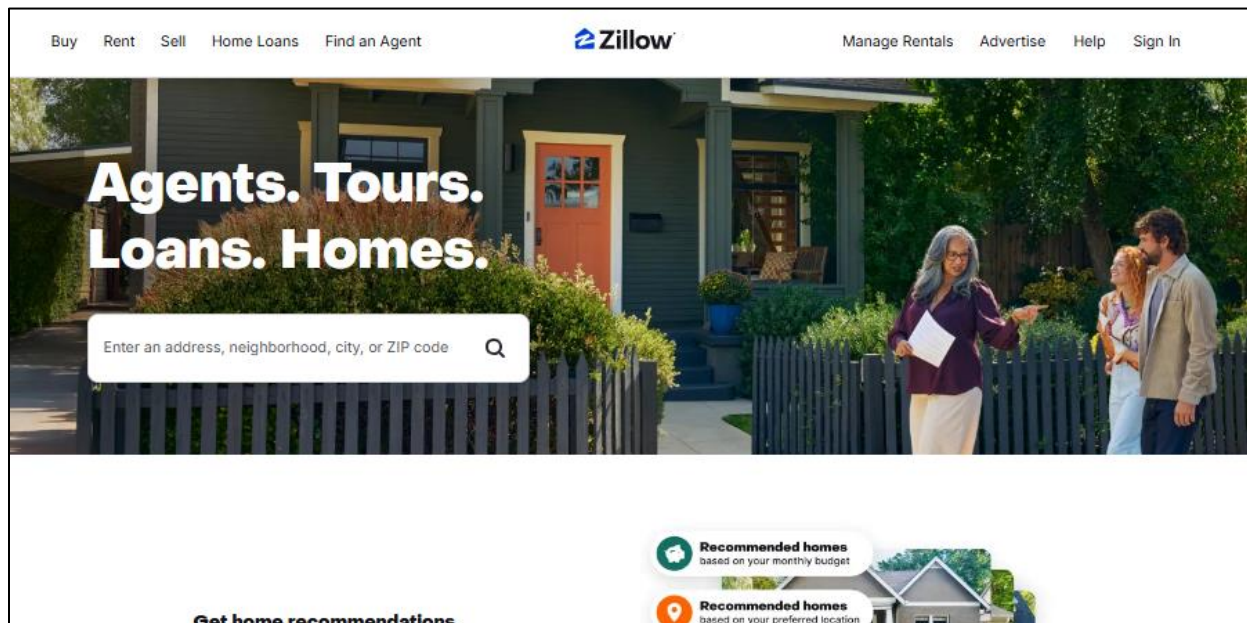 Buy Rent Sell Home Loans Find an Agent Zillow Manage Rentals Advertise Help Sign In
Agents. Tours.
Loans. Homes.
Enter an address, neighborhood, city, or ZIP code
Recommended homes
based on your monthly budget
Recommended homes
based on your preferred location
Get home recommendations